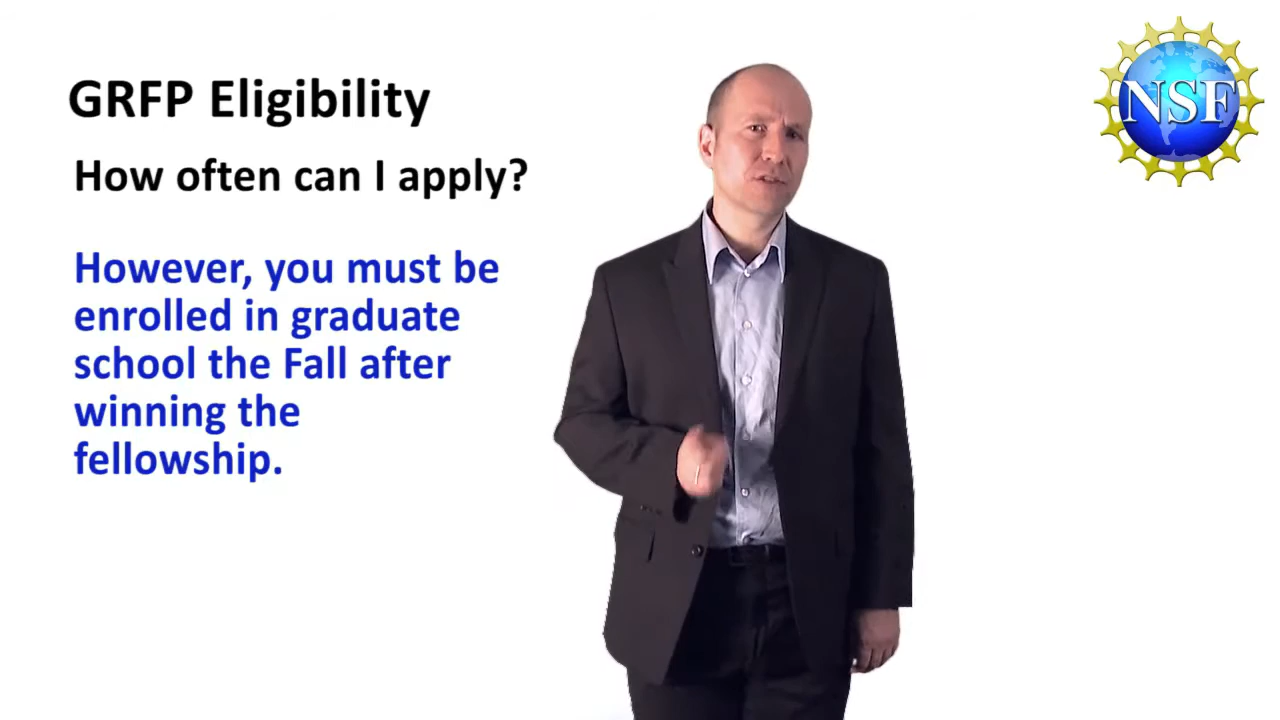 GRFP Eligibility
NSF
How often can I apply?
However, you must be
enrolled in graduate
school the Fall after
winning the
fellowship.